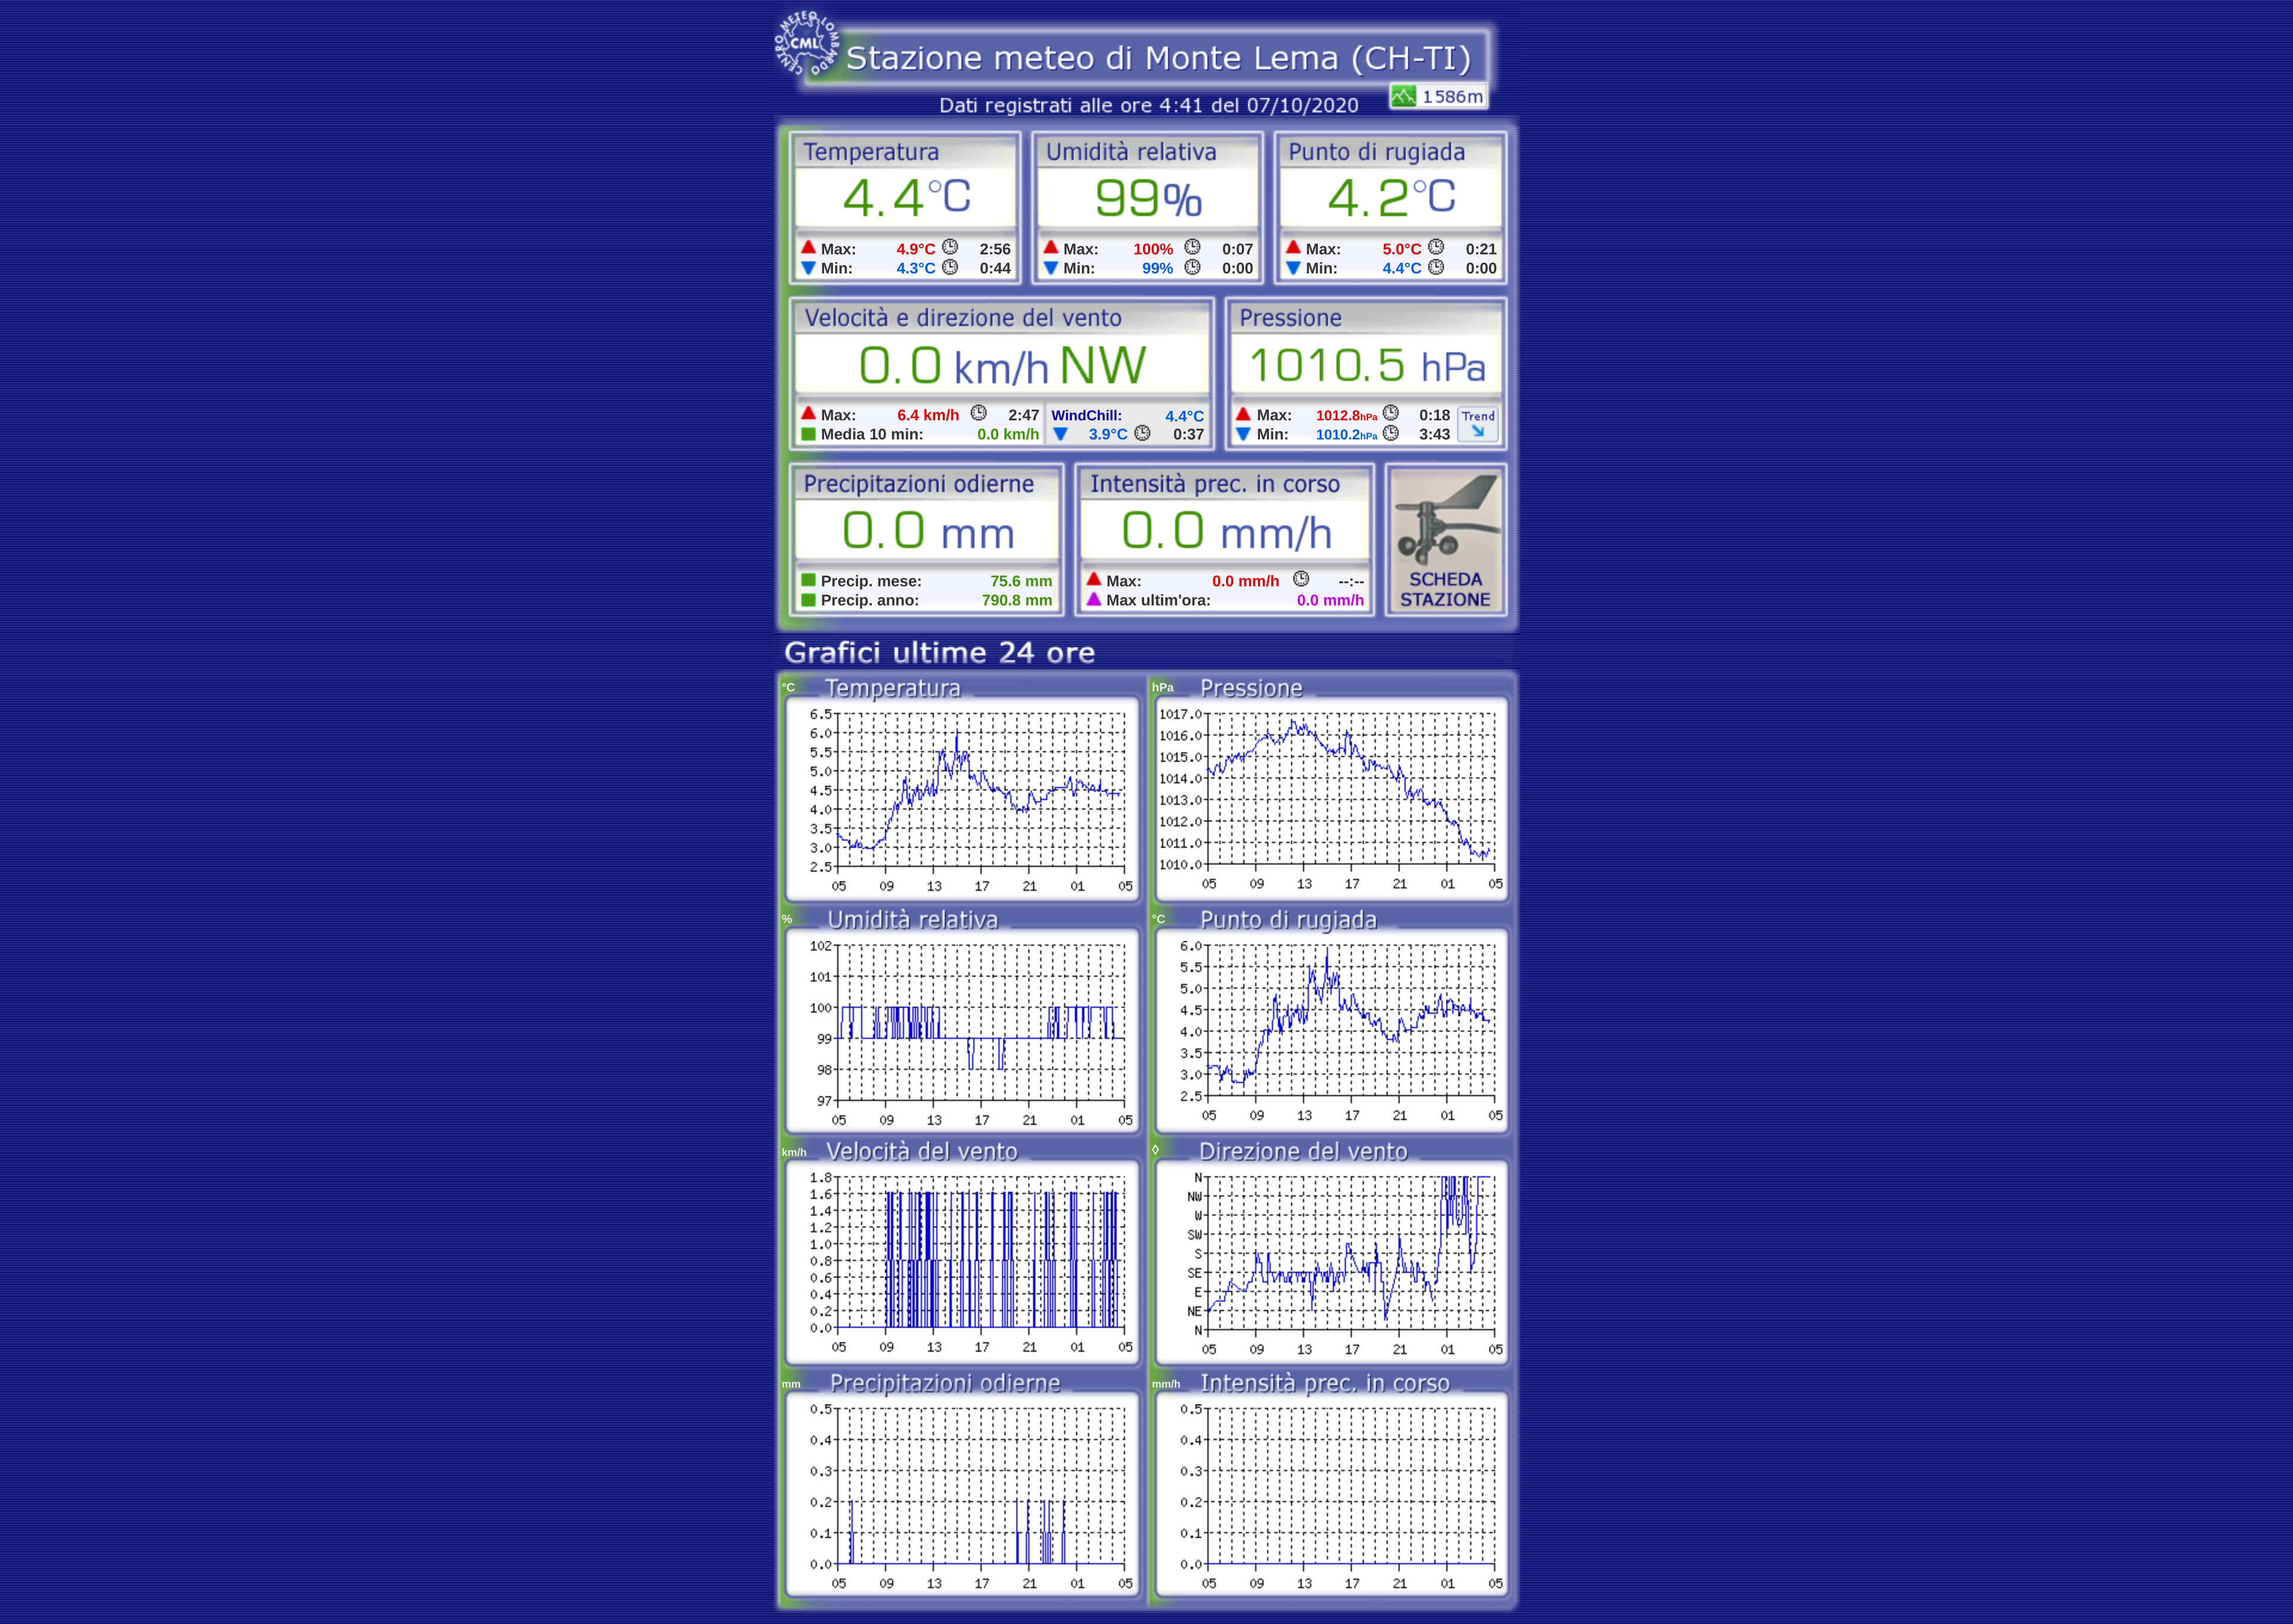 CENTRO METEO LOMBARDO
CML
Stazione meteo di Monte Lema (CH-TI)
Dati registrati alle ore 4:41 del 07/10/2020
1586m
Temperatura
4.4°C
Max: 4.9°C 2:56
Min: 4.3°C 0:44
Umidità relativa
99%
Max: 100% 0:07
Min: 99% 0:00
Punto di rugiada
4.2°C
Max: 5.0°C 0:21
Min: 4.4°C 0:00
Velocità e direzione del vento
0.0 km/h NW
Max: 6.4 km/h 2:47
Media 10 min: 0.0 km/h
WindChill: 4.4°C
3.9°C 0:37
Pressione
1010.5 hPa
Max: 1012.8hPa 0:18
Min: 1010.2hPa 3:43
Trend
Precipitazioni odierne
0.0 mm
Precip. mese: 75.6 mm
Precip. anno: 790.8 mm
Intensità prec. in corso
0.0 mm/h
Max: 0.0 mm/h --:--
Max ultim'ora: 0.0 mm/h
SCHEDA
STAZIONE
Grafici ultime 24 ore
°C Temperatura
6.5
6.0
5.5
5.0
4.5
4.0
3.5
3.0
2.5
05 09 13 17 21 01 05
hPa Pressione
1017.0
1016.0
1015.0
1014.0
1013.0
1012.0
1011.0
1010.0
05 09 13 17 21 01 05
% Umidità relativa
102
101
100
99
98
97
05 09 13 17 21 01 05
°C Punto di rugiada
6.0
5.5
5.0
4.5
4.0
3.5
3.0
2.5
05 09 13 17 21 01 05
km/h Velocità del vento
1.8
1.6
1.4
1.2
1.0
0.8
0.6
0.4
0.2
0.0
05 09 13 17 21 01 05
◊ Direzione del vento
N
NW
W
SW
S
SE
E
NE
N
05 09 13 17 21 01 05
mm Precipitazioni odierne
0.5
0.4
0.3
0.2
0.1
0.0
05 09 13 17 21 01 05
mm/h Intensità prec. in corso
0.5
0.4
0.3
0.2
0.1
0.0
05 09 13 17 21 01 05